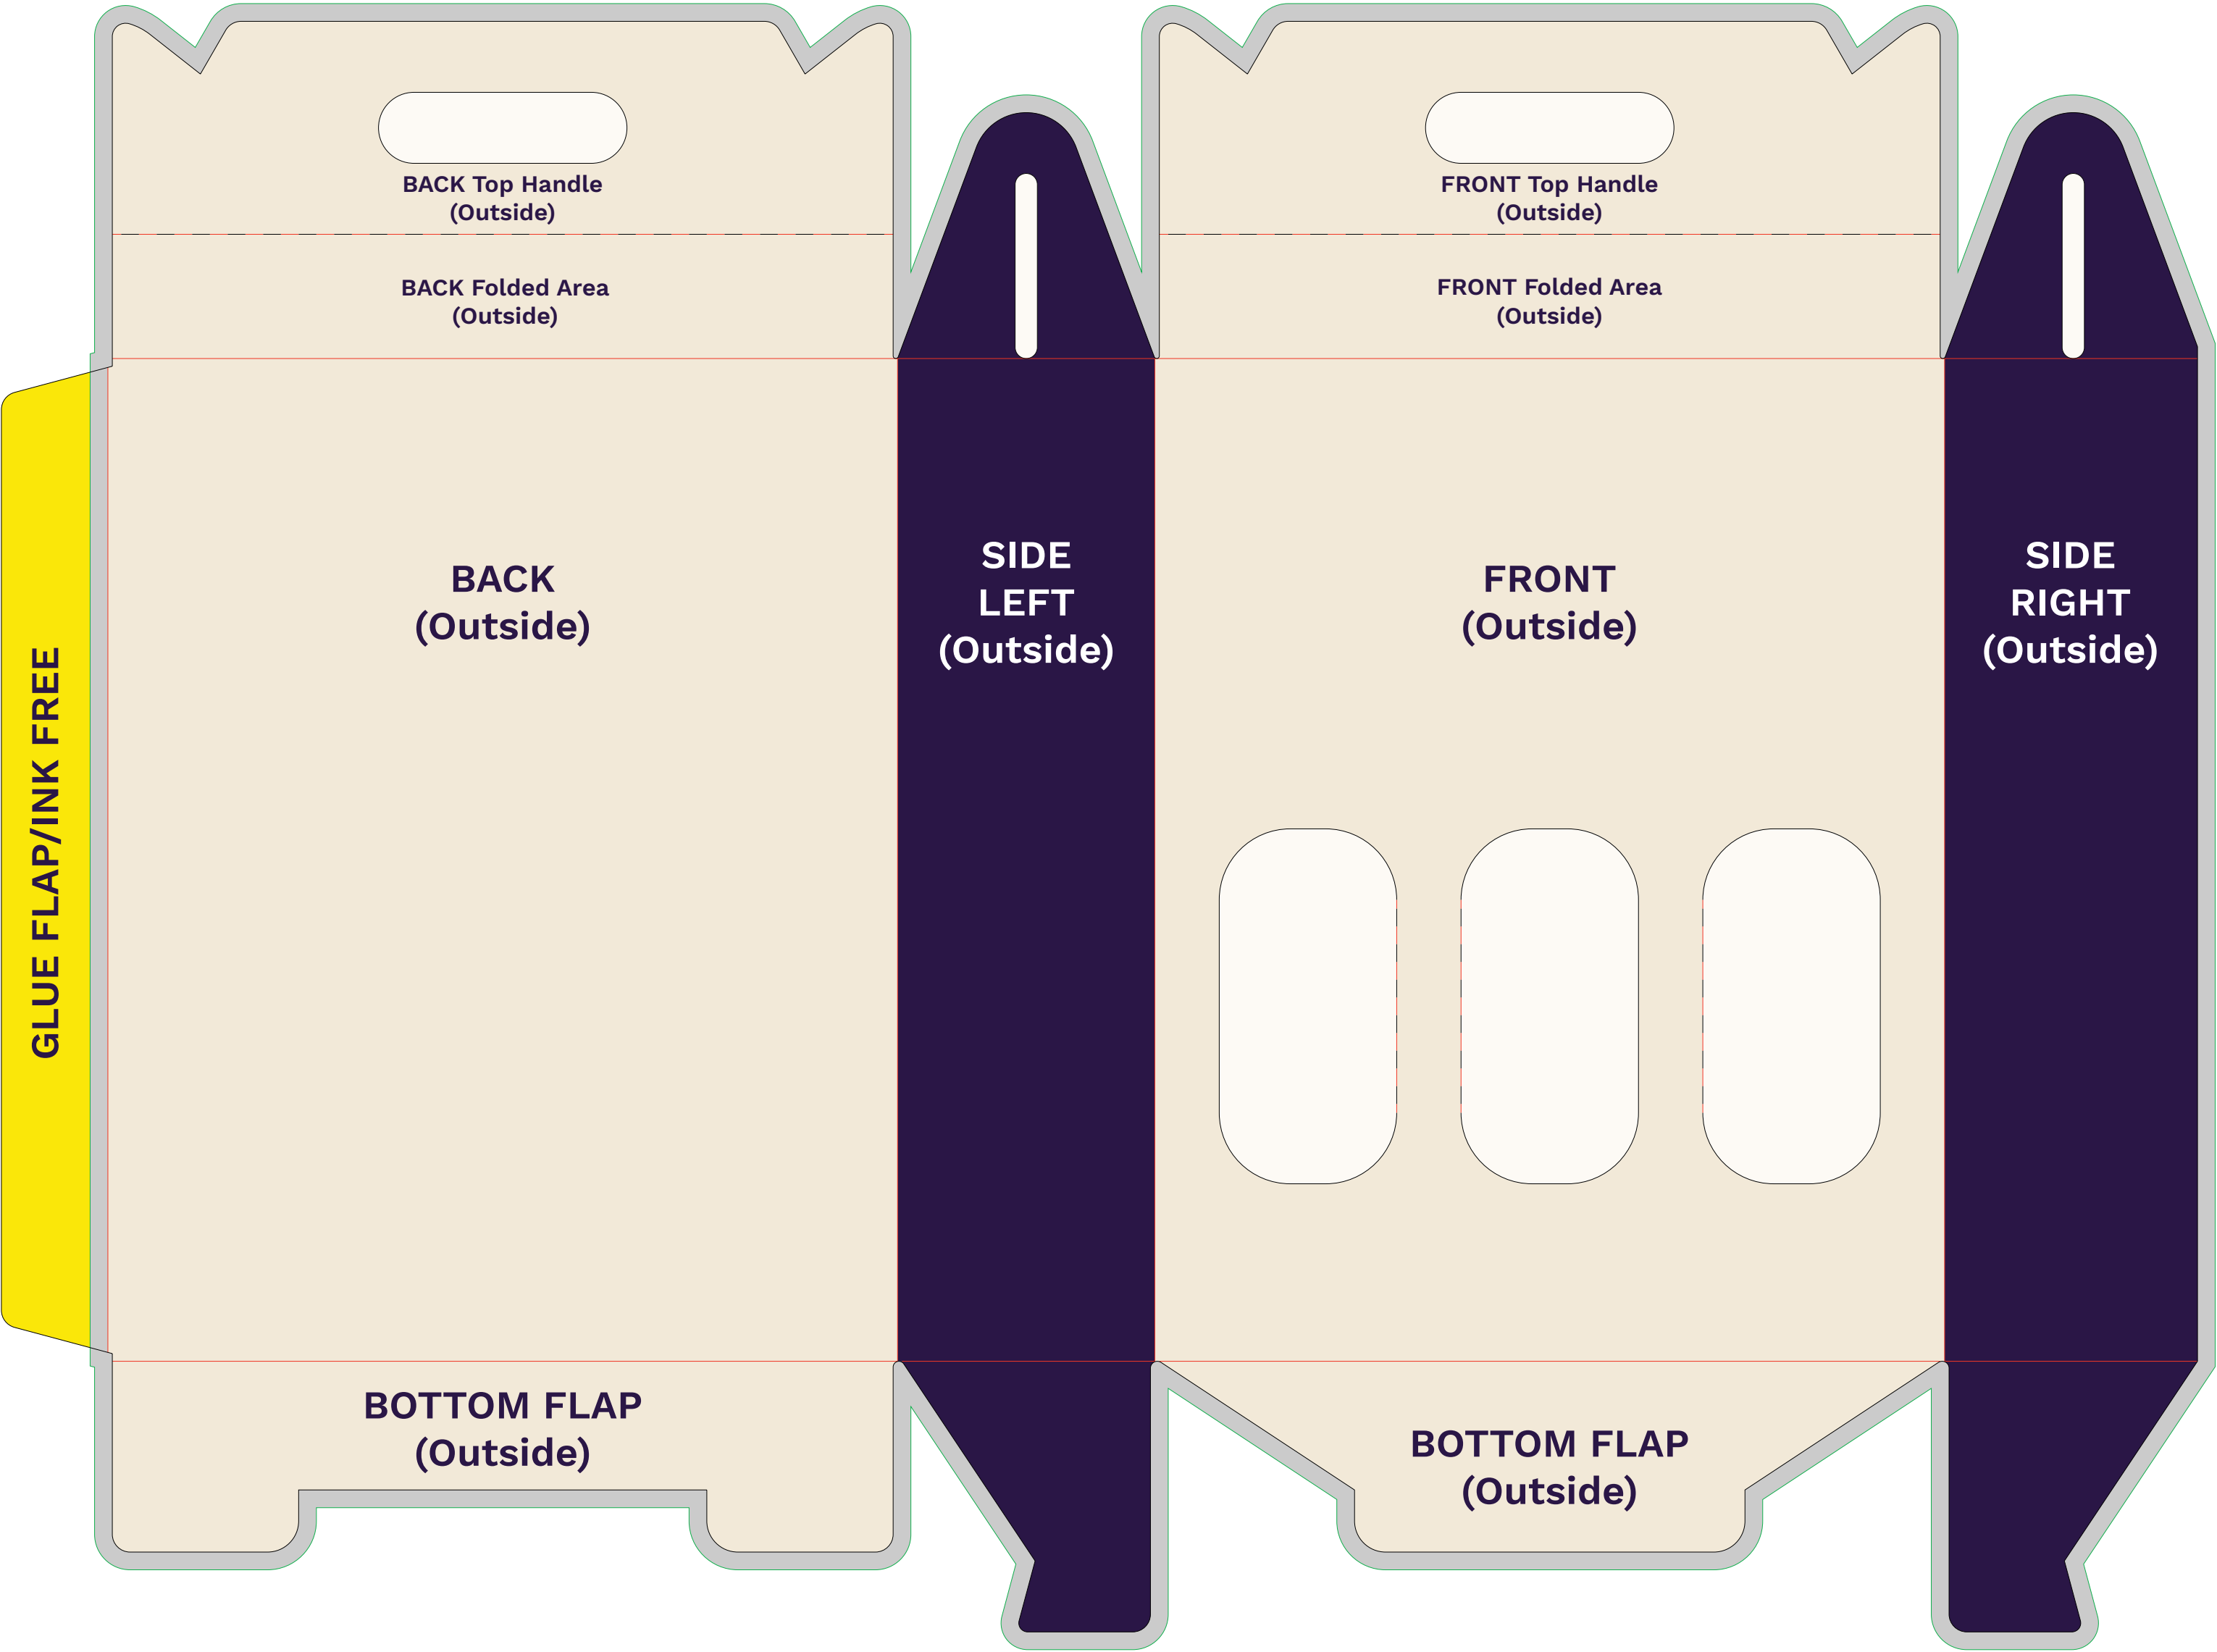 BACK Top Handle
(Outside)
BACK Folded Area
(Outside)
FRONT Top Handle
(Outside)
FRONT Folded Area
(Outside)
GLUE FLAP/INK FREE
BACK
(Outside)
SIDE
LEFT
(Outside)
FRONT
(Outside)
SIDE
RIGHT
(Outside)
BOTTOM FLAP
(Outside)
BOTTOM FLAP
(Outside)